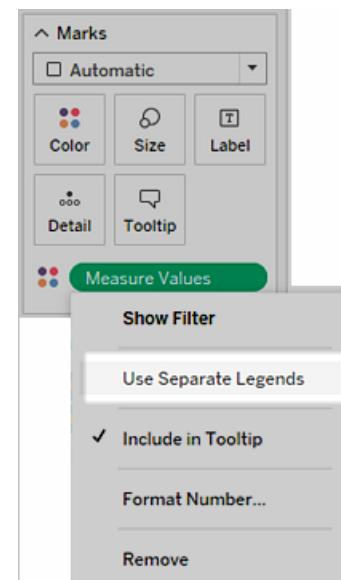 Marks
Automatic
Color Size Label
Detail Tooltip
Measure Values
Show Filter
Use Separate Legends
Include in Tooltip
Format Number...
Remove